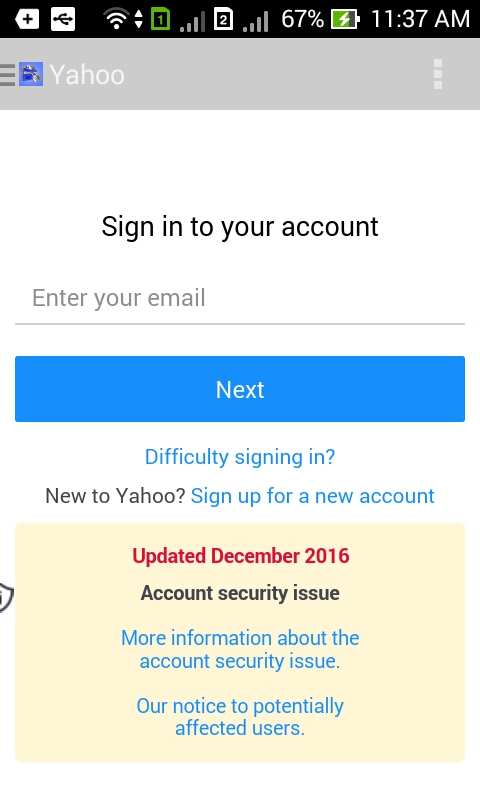 1 2 67% 11:37 AM
Yahoo
Sign in to your account
Enter your email
Next
Difficulty signing in?
New to Yahoo? Sign up for a new account
Updated December 2016
Account security issue
More information about the
account security issue.
Our notice to potentially
affected users.